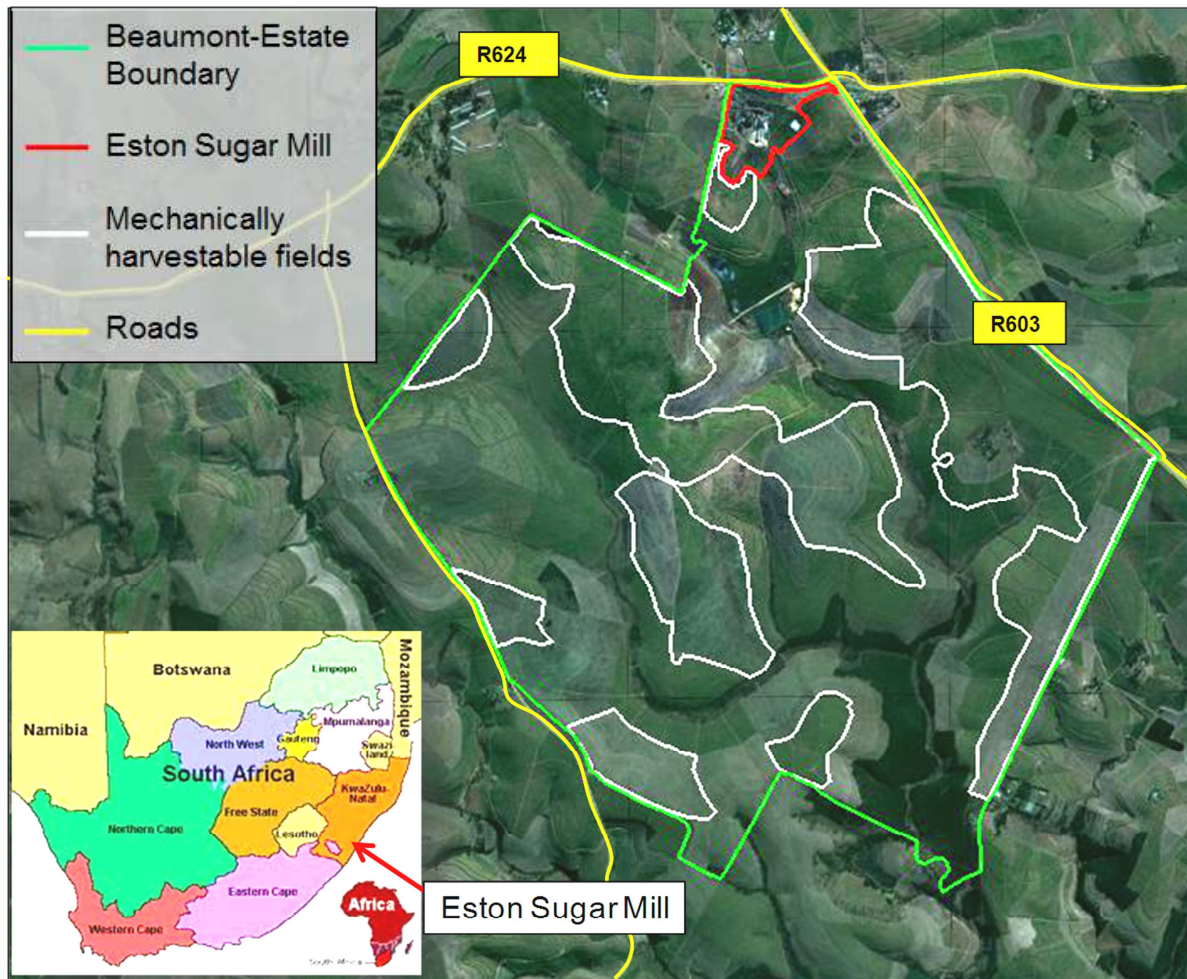 Beaumont-Estate
Boundary
Eston Sugar Mill
Mechanically
harvestable fields
Roads
R624
R603
Botswana
Namibia
Mozambique
Limpopo
Mpumalanga
North West
Gauteng
Swazi
land
South Africa
KwaZulu-
Natal
Free State
Lesotho
Northern Cape
Eastern Cape
Western Cape
Africa
South Africa
Eston Sugar Mill